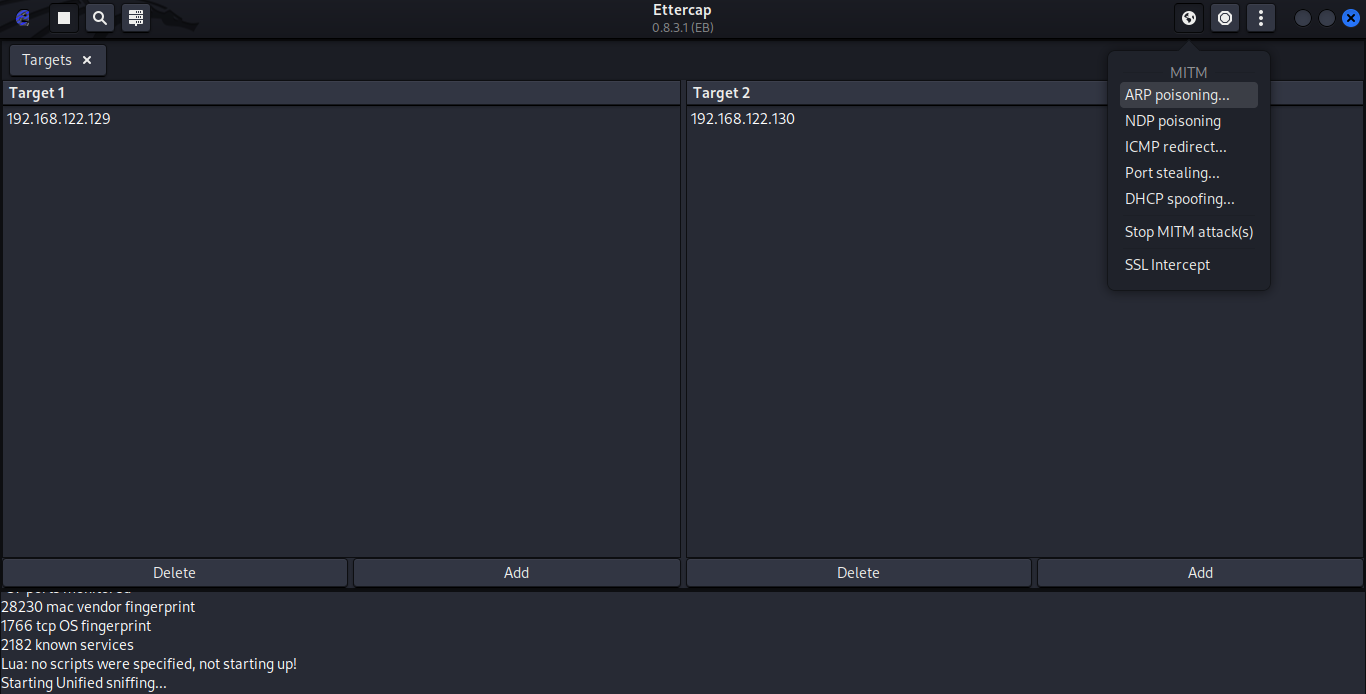 Ettercap
0.8.3.1 (EB)
Targets
MITM
ARP poisoning...
NDP poisoning
ICMP redirect...
Port stealing...
DHCP spoofing...
Stop MITM attack(s)
SSL Intercept
Target 1
Target 2
192.168.122.129
192.168.122.130
Delete
Add
Delete
Add
ports monitored
28230 mac vendor fingerprint
1766 tcp OS fingerprint
2182 known services
Lua: no scripts were specified, not starting up!
Starting Unified sniffing...